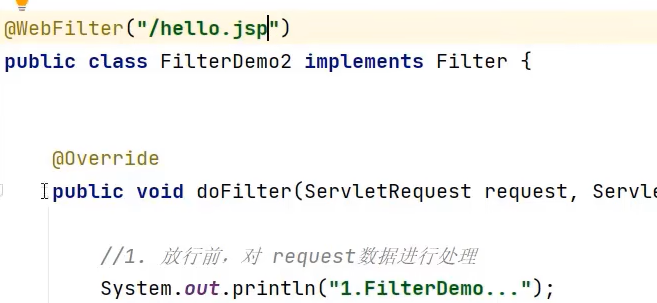 @WebFilter("/hello.jsp")
public class FilterDemo2 implements Filter {
@Override
public void doFilter(ServletRequest request, Servle
//1. 放行前，对 request数据进行处理
System.out.println("1.FilterDemo...");